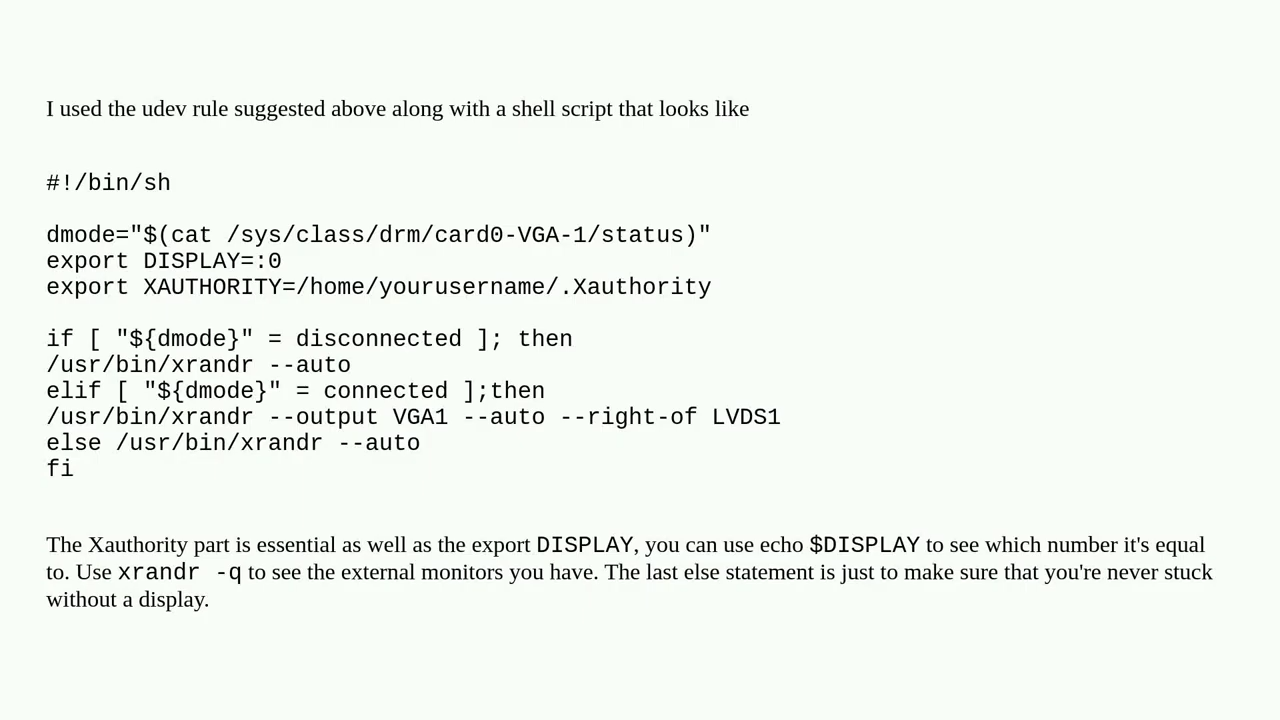 I used the udev rule suggested above along with a shell script that looks like
#!/bin/sh
dmode="$(cat /sys/class/drm/card0-VGA-1/status)"
export DISPLAY=:0
export XAUTHORITY=/home/yourusername/.Xauthority
if [ "${dmode}" = disconnected ]; then
/usr/bin/xrandr --auto
elif [ "${dmode}" = connected ];then
/usr/bin/xrandr --output VGA1 --auto --right-of LVDS1
else /usr/bin/xrandr --auto
fi
The Xauthority part is essential as well as the export DISPLAY, you can use echo $DISPLAY to see which number it's equal
to. Use xrandr -q to see the external monitors you have. The last else statement is just to make sure that you're never stuck
without a display.